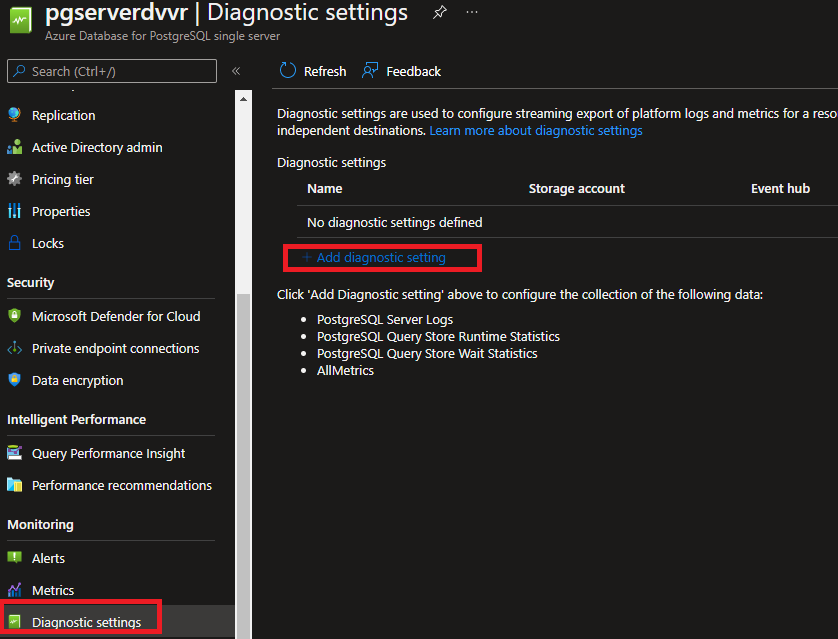 pgserverdvvr | Diagnostic settings
Azure Database for PostgreSQL single server
Search (Ctrl+/)
Replication
Active Directory admin
Pricing tier
Properties
Locks
Security
Microsoft Defender for Cloud
Private endpoint connections
Data encryption
Intelligent Performance
Query Performance Insight
Performance recommendations
Monitoring
Alerts
Metrics
Diagnostic settings
Refresh
Feedback
Diagnostic settings are used to configure streaming export of platform logs and metrics for a reso
independent destinations. Learn more about diagnostic settings
Diagnostic settings
Name Storage account Event hub
No diagnostic settings defined
+ Add diagnostic setting
Click 'Add Diagnostic setting' above to configure the collection of the following data:
• PostgreSQL Server Logs
• PostgreSQL Query Store Runtime Statistics
• PostgreSQL Query Store Wait Statistics
• AllMetrics